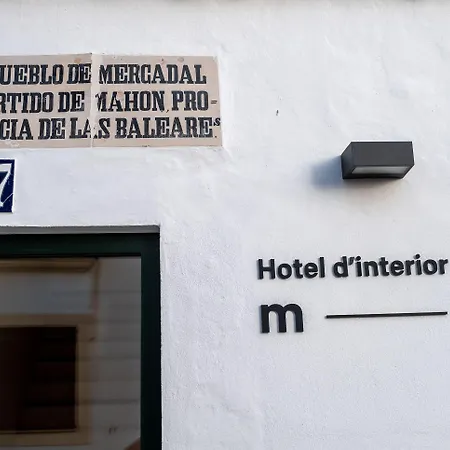 UEBLO DE MERCADAL
RTIDO DE MAHON, PRO-
CIA DE LAS BALEARES
7
Hotel d'interior
m